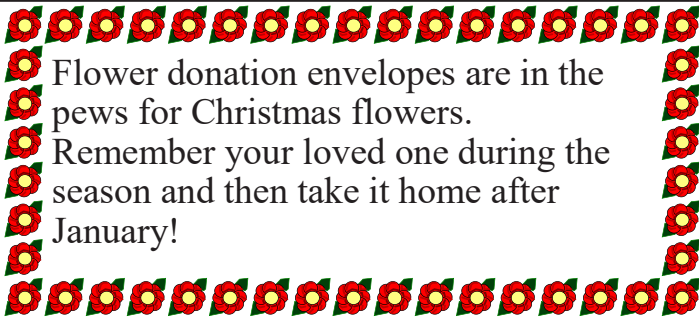 Flower donation envelopes are in the
pews for Christmas flowers.
Remember your loved one during the
season and then take it home after
January!